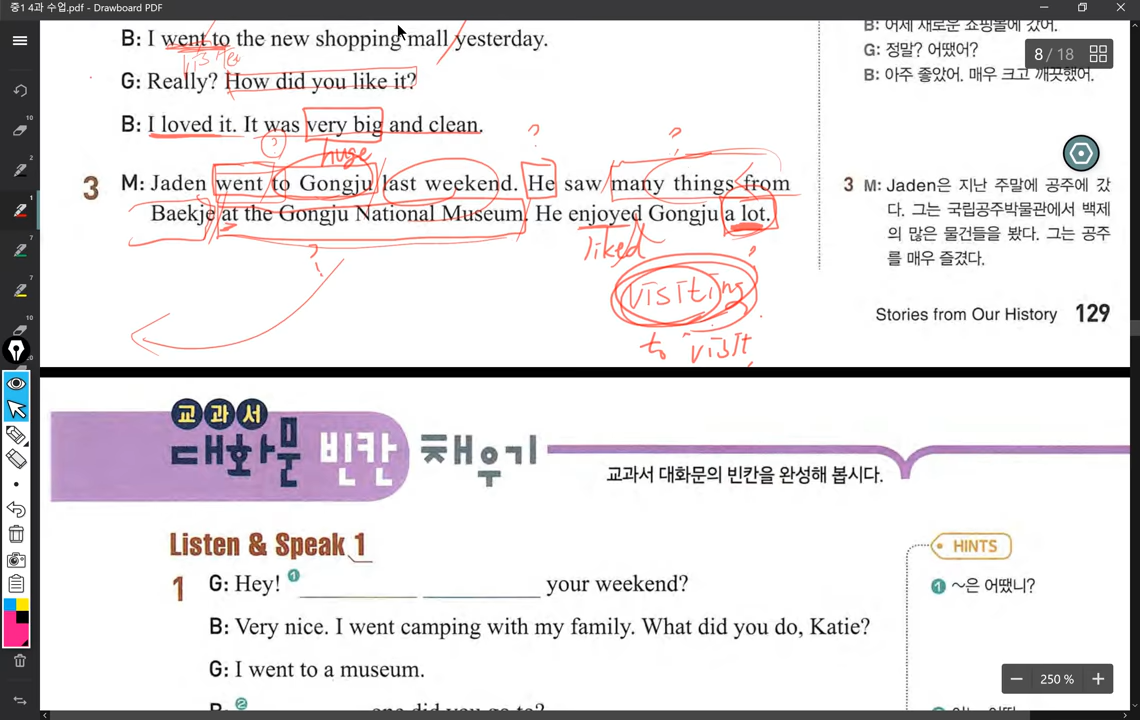 중1 4과 수업.pdf - Drawboard PDF
8 / 18
B: I went to the new shopping mall yesterday.
visited
G: Really? How did you like it?
B: I loved it. It was very big and clean.
huge
3 M: Jaden went to Gongju last weekend. He saw many things from
Baekje at the Gongju National Museum. He enjoyed Gongju a lot.
liked
visiting
to visit
B: 어제 새로운 쇼핑몰에 갔어.
G: 정말? 어땠어?
B: 아주 좋았어. 매우 크고 깨끗했어.
3 M: Jaden은 지난 주말에 공주에 갔
다. 그는 국립공주박물관에서 백제
의 많은 물건들을 봤다. 그는 공주
를 매우 즐겼다.
Stories from Our History 129
교과서
대화문 빈칸 채우기
교과서 대화문의 빈칸을 완성해 봅시다.
Listen & Speak 1
1 G: Hey! 1 ________ ________ your weekend?
B: Very nice. I went camping with my family. What did you do, Katie?
G: I went to a museum.
B: 2 ________ one did you go to?
HINTS
1 ~은 어땠니?
250 %